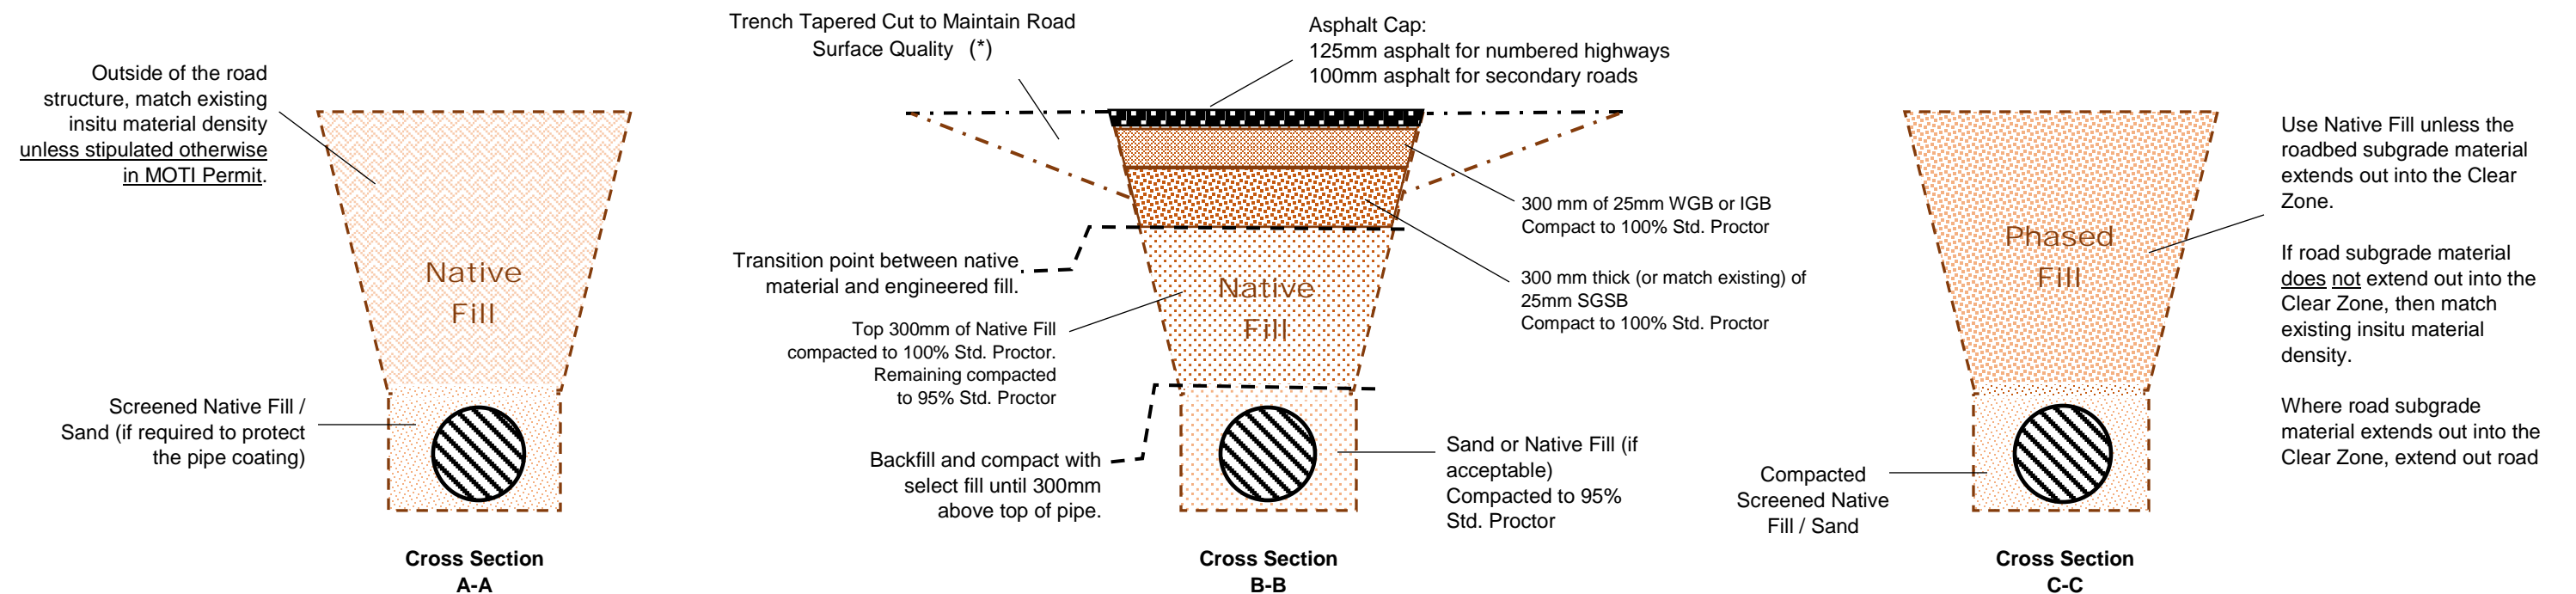 Outside of the road
structure, match existing
insitu material density
unless stipulated otherwise
in MOTI Permit.
Native
Fill
Screened Native Fill /
Sand (if required to protect
the pipe coating)
Cross Section
A-A
Trench Tapered Cut to Maintain Road
Surface Quality (*)
Asphalt Cap:
125mm asphalt for numbered highways
100mm asphalt for secondary roads
300 mm of 25mm WGB or IGB
Compact to 100% Std. Proctor
300 mm thick (or match existing) of
25mm SGSB
Compact to 100% Std. Proctor
Transition point between native
material and engineered fill.
Native
Fill
Top 300mm of Native Fill
compacted to 100% Std. Proctor.
Remaining compacted
to 95% Std. Proctor
Backfill and compact with
select fill until 300mm
above top of pipe.
Sand or Native Fill (if
acceptable)
Compacted to 95%
Std. Proctor
Cross Section
B-B
Phased
Fill
Use Native Fill unless the
roadbed subgrade material
extends out into the Clear
Zone.
If road subgrade material
does not extend out into the
Clear Zone, then match
existing insitu material
density.
Where road subgrade
material extends out into the
Clear Zone, extend out road
Compacted
Screened Native
Fill / Sand
Cross Section
C-C